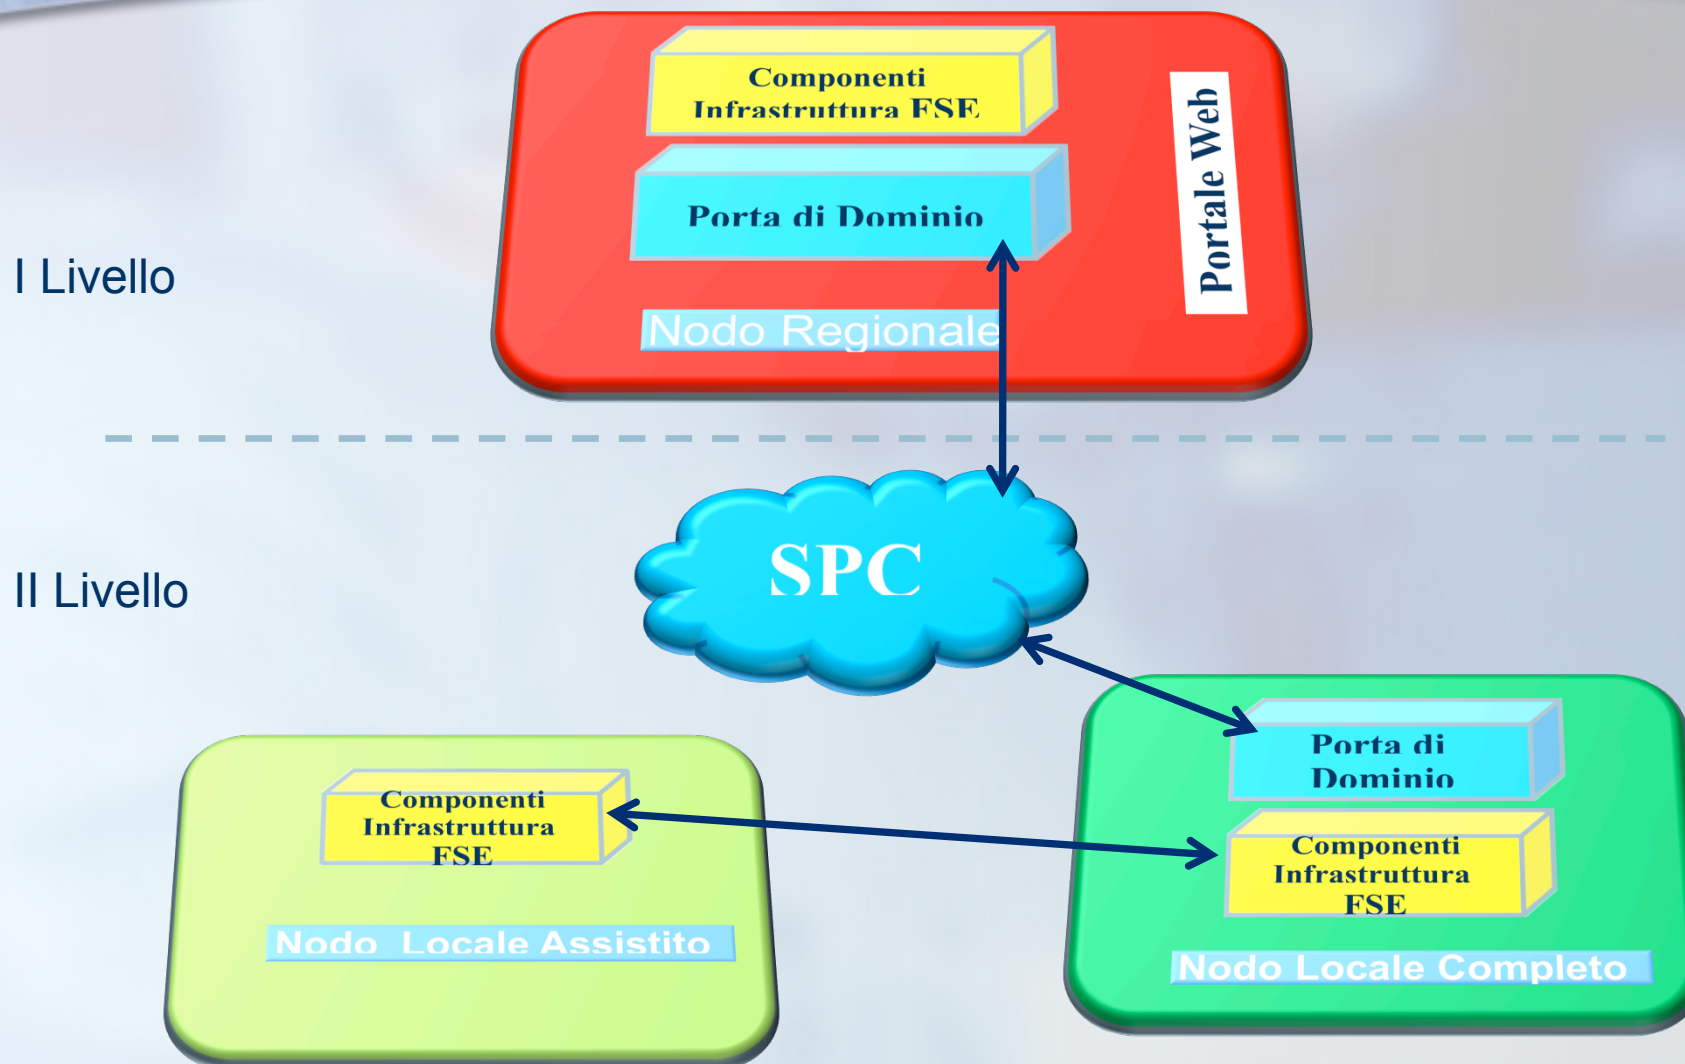 Componenti
Infrastruttura FSE
Portale Web
Porta di Dominio
I Livello
Nodo Regionale
SPC
II Livello
Porta di
Dominio
Componenti
Infrastruttura
FSE
Componenti
Infrastruttura
FSE
Nodo Locale Assistito
Nodo Locale Completo